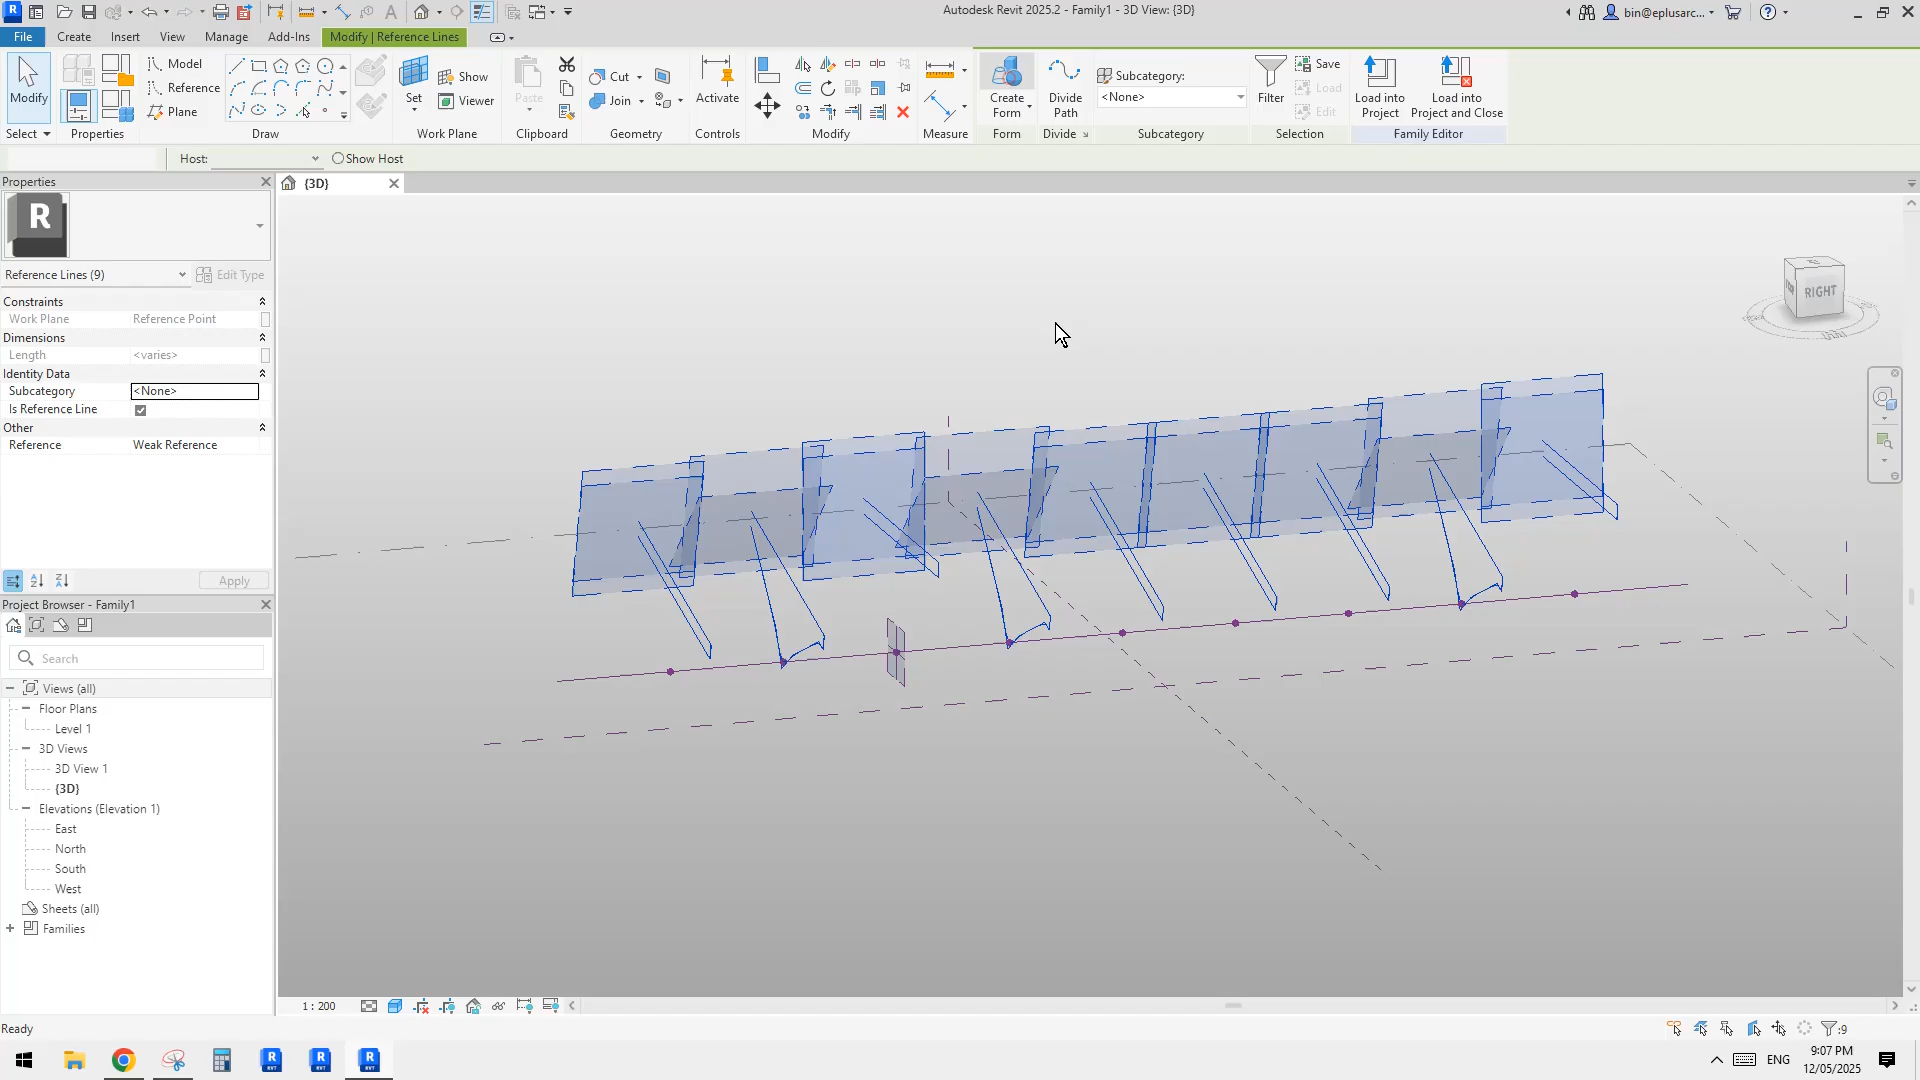 Autodesk Revit 2025.2 - Family1 - 3D View: {3D}
bin@eplusarc...
File
Create
Insert
View
Manage
Add-Ins
Modify | Reference Lines
Modify
Select
Properties
Model
Reference
Plane
Draw
Set
Show
Viewer
Work Plane
Paste
Clipboard
Cut
Join
Geometry
Activate
Controls
Modify
Measure
Create
Form
Form
Divide
Path
Divide
Subcategory:
<None>
Subcategory
Filter
Save
Load
Edit
Selection
Load into
Project
Load into
Project and Close
Family Editor
Host:
Show Host
Properties
{3D}
R
Reference Lines (9)
Edit Type
Constraints
Work Plane
Reference Point
Dimensions
Length
<varies>
Identity Data
Subcategory
<None>
Is Reference Line
Other
Reference
Weak Reference
Apply
Project Browser - Family1
Search
Views (all)
Floor Plans
Level 1
3D Views
3D View 1
{3D}
Elevations (Elevation 1)
East
North
South
West
Sheets (all)
Families
RIGHT
1 : 200
Ready
:9
ENG
9:07 PM
12/05/2025